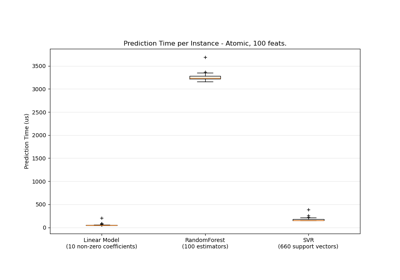 Prediction Time per Instance - Atomic, 100 feats.
3500
3000
2500
2000
1500
1000
500
0
Prediction Time (us)
Linear Model
(10 non-zero coefficients)
RandomForest
(100 estimators)
SVR
(660 support vectors)